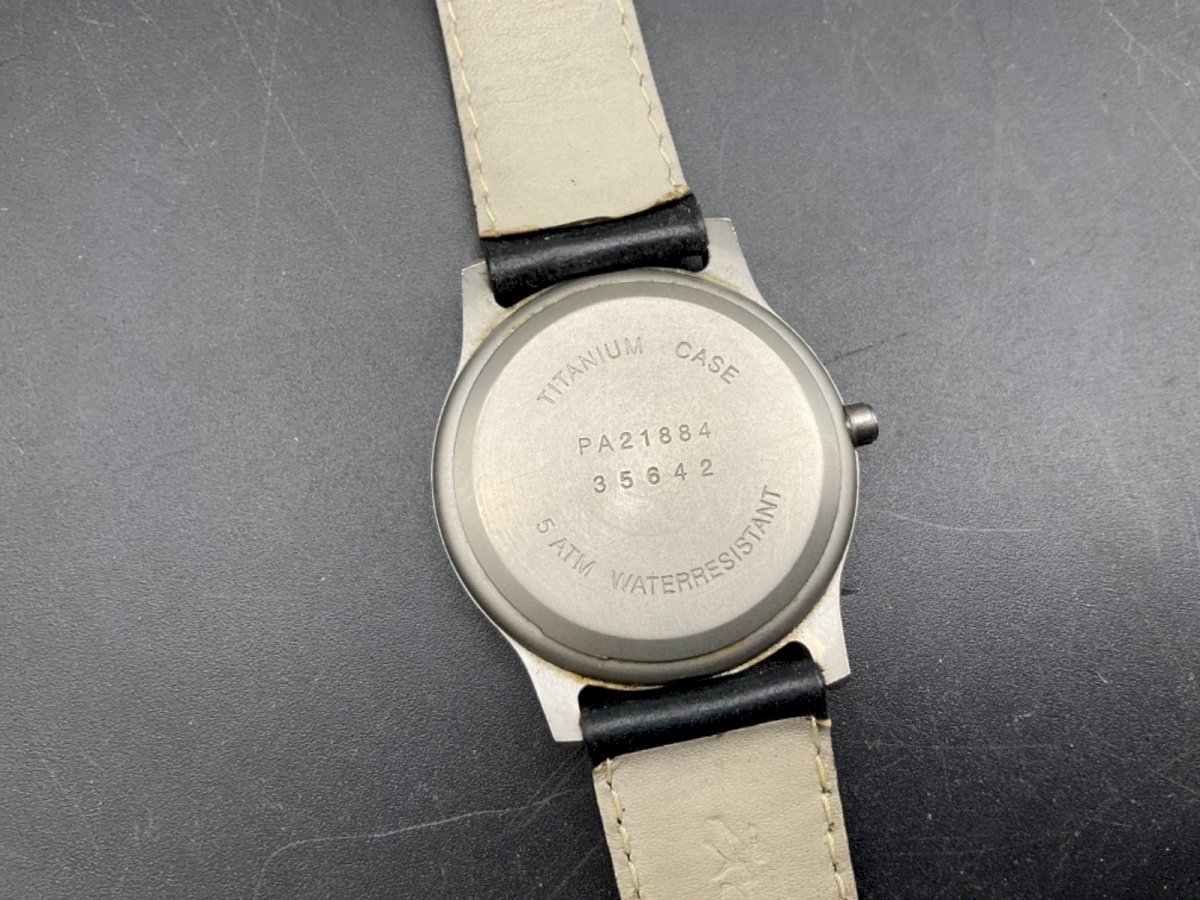 TITANIUM CASE
PA21884
35642
5 ATM WATERRESISTANT